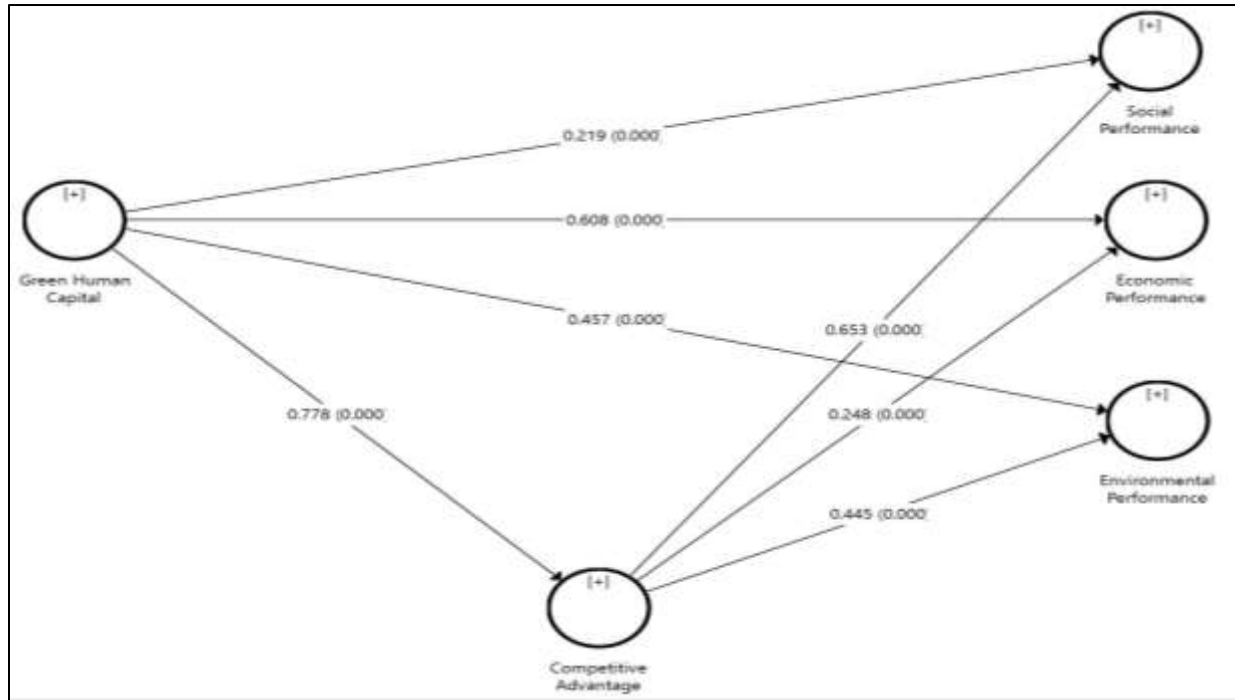 [+]
Social
Performance
0.219 (0.000)
[+]
Green Human
Capital
0.608 (0.000)
[+]
Economic
Performance
0.457 (0.000)
0.653 (0.000)
0.778 (0.000)
0.248 (0.000)
[+]
Environmental
Performance
0.445 (0.000)
[+]
Competitive
Advantage